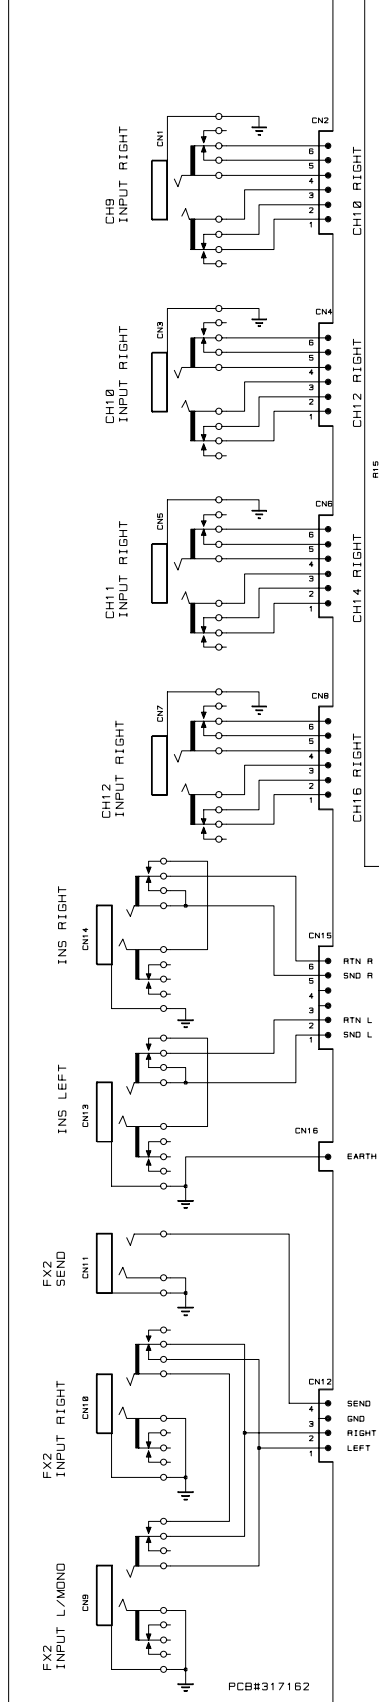 CN2
CN1
CH9
INPUT RIGHT
6
5
4
3
2
1
CH10 RIGHT
CN4
CN3
CH10
INPUT RIGHT
6
5
4
3
2
1
CH12 RIGHT
R15
CN6
CN5
CH11
INPUT RIGHT
6
5
4
3
2
1
CH14 RIGHT
CN8
CN7
CH12
INPUT RIGHT
6
5
4
3
2
1
CH16 RIGHT
INS RIGHT
CN14
CN15
6
5
4
3
2
1
RTN R
SND R
RTN L
SND L
INS LEFT
CN13
CN16
EARTH
FX2
SEND
CN11
FX2
INPUT RIGHT
CN10
CN12
4
3
2
1
SEND
GND
RIGHT
LEFT
FX2
INPUT L/MONO
CN9
PCB#317162